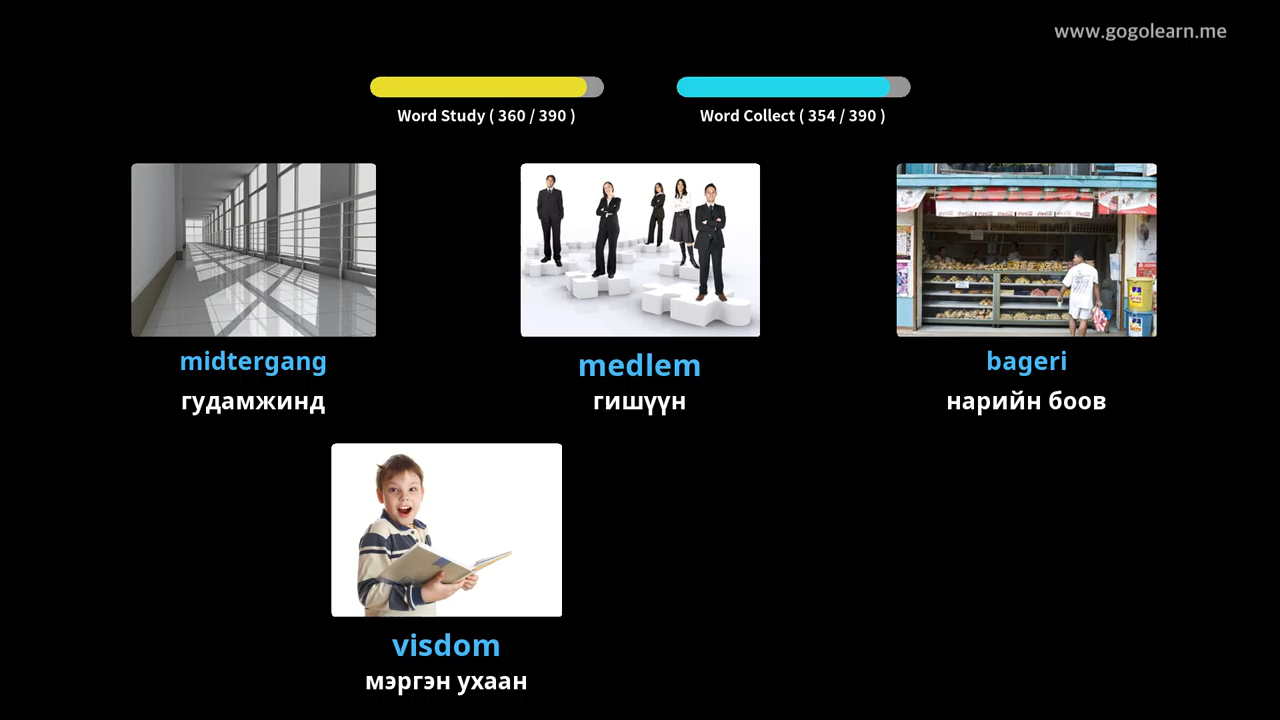 www.gogolearn.me
Word Study ( 360 / 390 )
Word Collect ( 354 / 390 )
midtergang
medlem
bageri
гудамжинд
гишүүн
нарийн боов
visdom
мэргэн ухаан